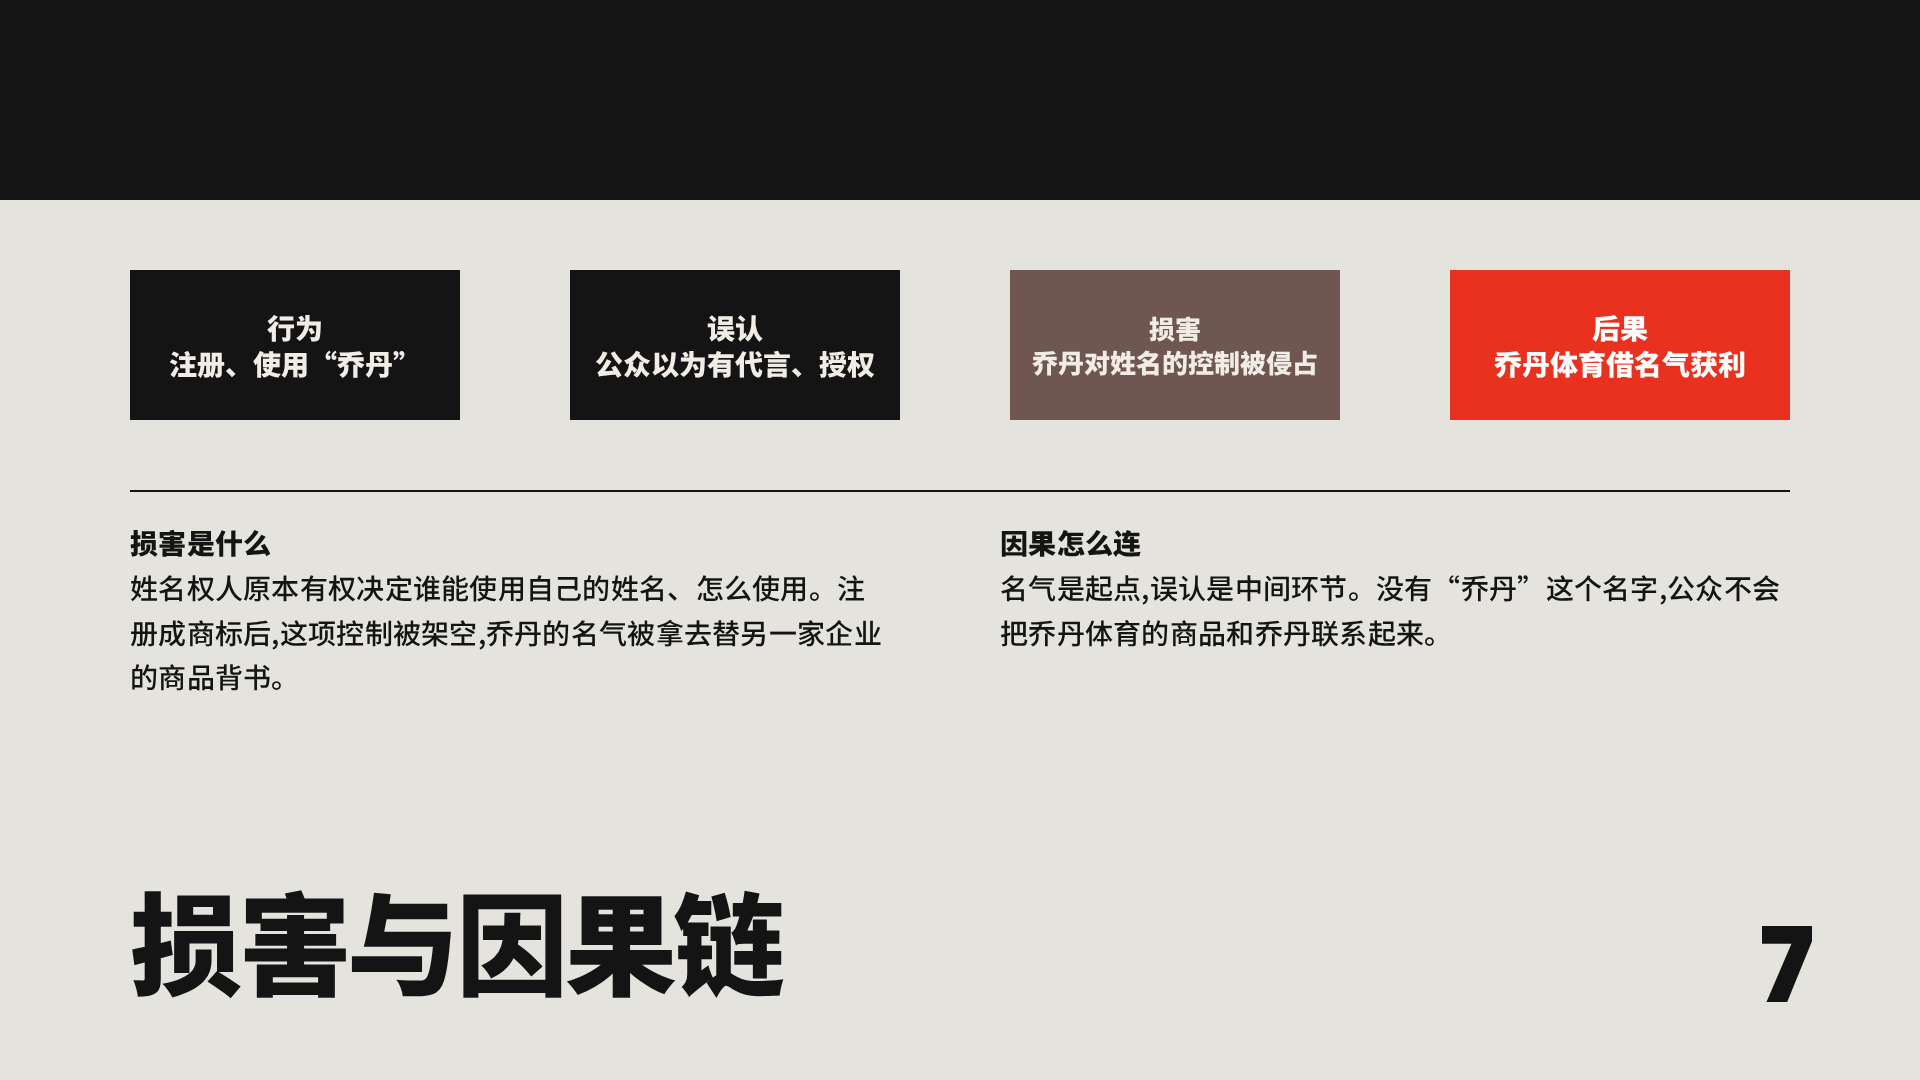 行为
注册、使用“乔丹”
误认
公众以为有代言、授权
损害
乔丹对姓名的控制被侵占
后果
乔丹体育借名气获利
损害是什么
姓名权人原本有权决定谁能使用自己的姓名、怎么使用。注
册成商标后,这项控制被架空,乔丹的名气被拿去替另一家企业
的商品背书。
因果怎么连
名气是起点,误认是中间环节。没有“乔丹”这个名字,公众不会
把乔丹体育的商品和乔丹联系起来。
损害与因果链
7